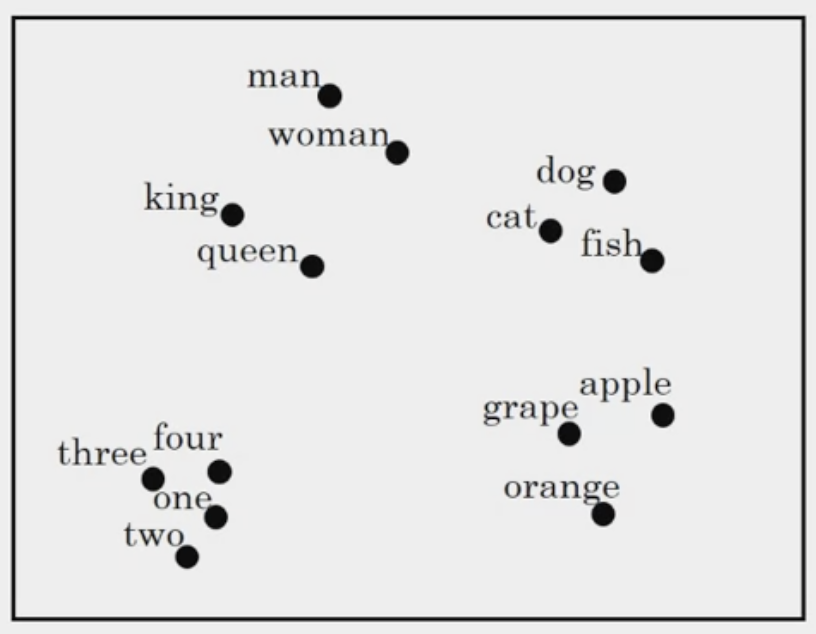 man
woman
dog
king
cat
fish
queen
apple
grape
four
three
orange
one
two